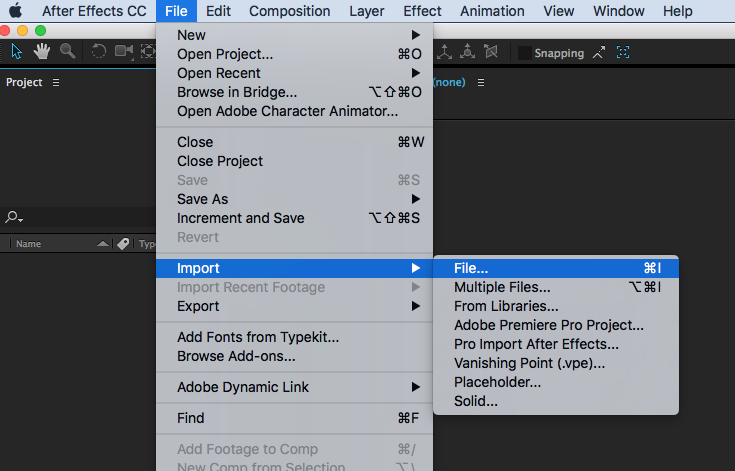 After Effects CC File Edit Composition Layer Effect Animation View Window Help
Snapping
Project
(none)
Name
Typ
New
Open Project... ⌘O
Open Recent
Browse in Bridge... ⌥⇧⌘O
Open Adobe Character Animator...
Close ⌘W
Close Project
Save ⌘S
Save As
Increment and Save ⌥⇧⌘S
Revert
Import
Import Recent Footage
Export
Add Fonts from Typekit...
Browse Add-ons...
Adobe Dynamic Link
Find ⌘F
Add Footage to Comp ⌘/
New Comp from Selection... ⌥\
File... ⌘I
Multiple Files... ⌥⌘I
From Libraries...
Adobe Premiere Pro Project...
Pro Import After Effects...
Vanishing Point (.vpe)...
Placeholder...
Solid...